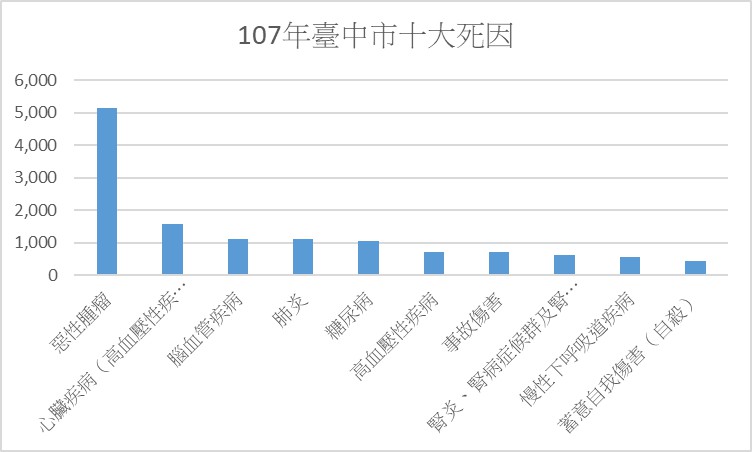 107年臺中市十大死因
6,000
5,000
4,000
3,000
2,000
1,000
0
惡性腫瘤
心臟疾病（高血壓性疾…
腦血管疾病
肺炎
糖尿病
高血壓性疾病
事故傷害
腎炎、腎病症候群及腎…
慢性下呼吸道疾病
蓄意自我傷害（自殺）